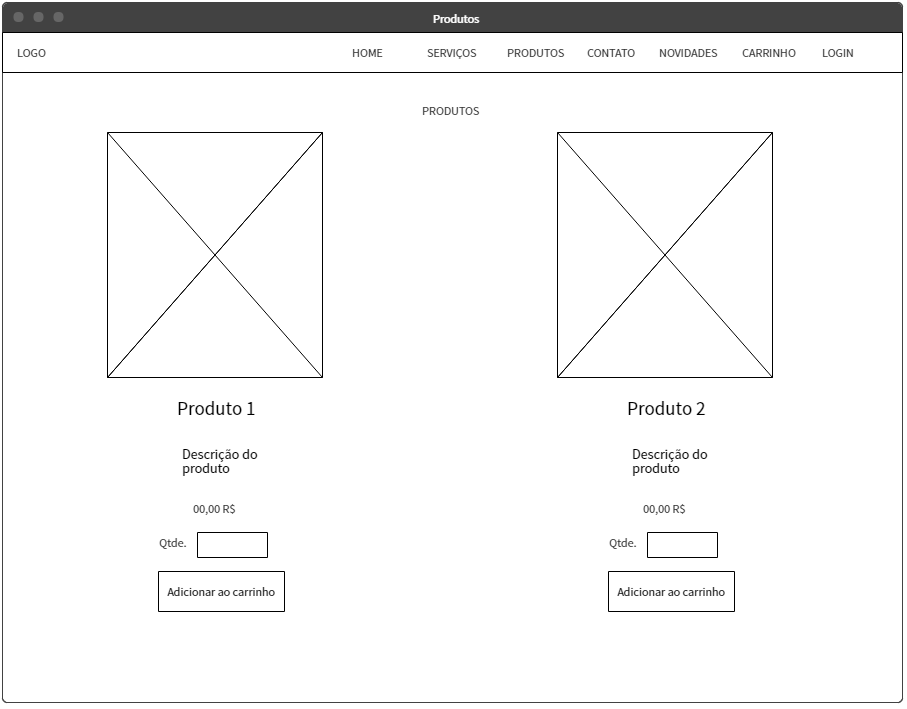 Produtos
LOGO HOME SERVIÇOS PRODUTOS CONTATO NOVIDADES CARRINHO LOGIN
PRODUTOS
Produto 1
Descrição do
produto
00,00 R$
Qtde.
Adicionar ao carrinho
Produto 2
Descrição do
produto
00,00 R$
Qtde.
Adicionar ao carrinho